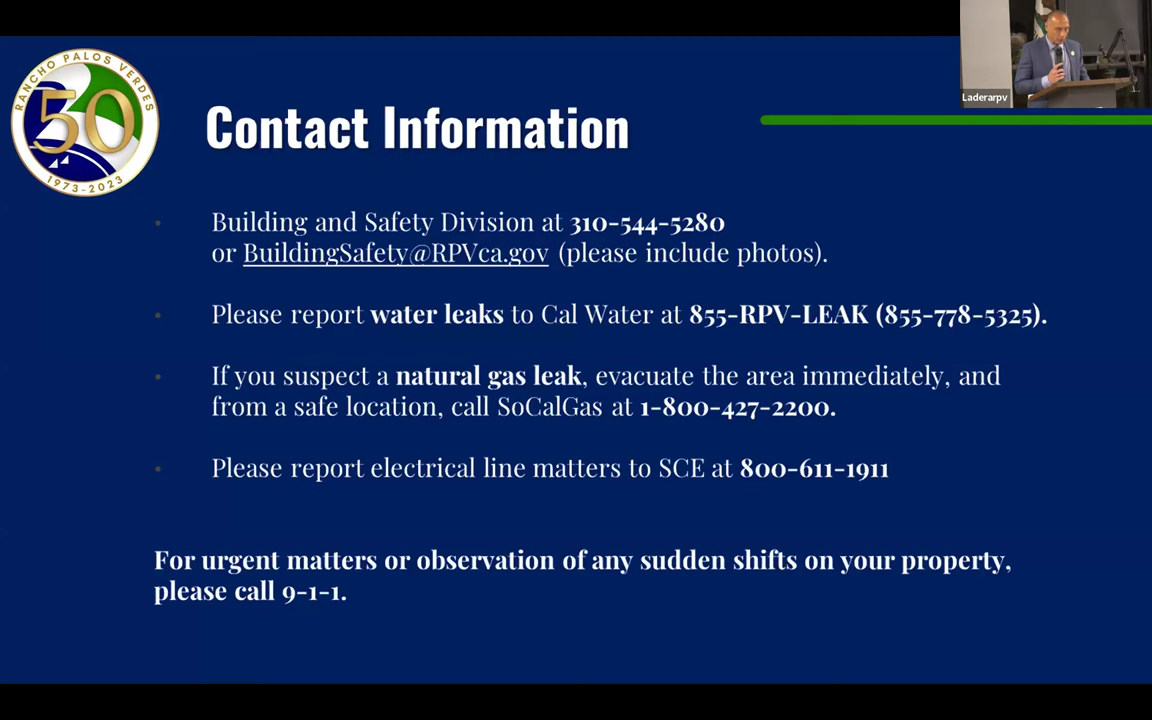 RANCHO PALOS VERDES
50
1973-2023
Laderarpv
Contact Information
Building and Safety Division at 310-544-5280
or BuildingSafety@RPVca.gov (please include photos).
Please report water leaks to Cal Water at 855-RPV-LEAK (855-778-5325).
If you suspect a natural gas leak, evacuate the area immediately, and
from a safe location, call SoCalGas at 1-800-427-2200.
Please report electrical line matters to SCE at 800-611-1911
For urgent matters or observation of any sudden shifts on your property,
please call 9-1-1.